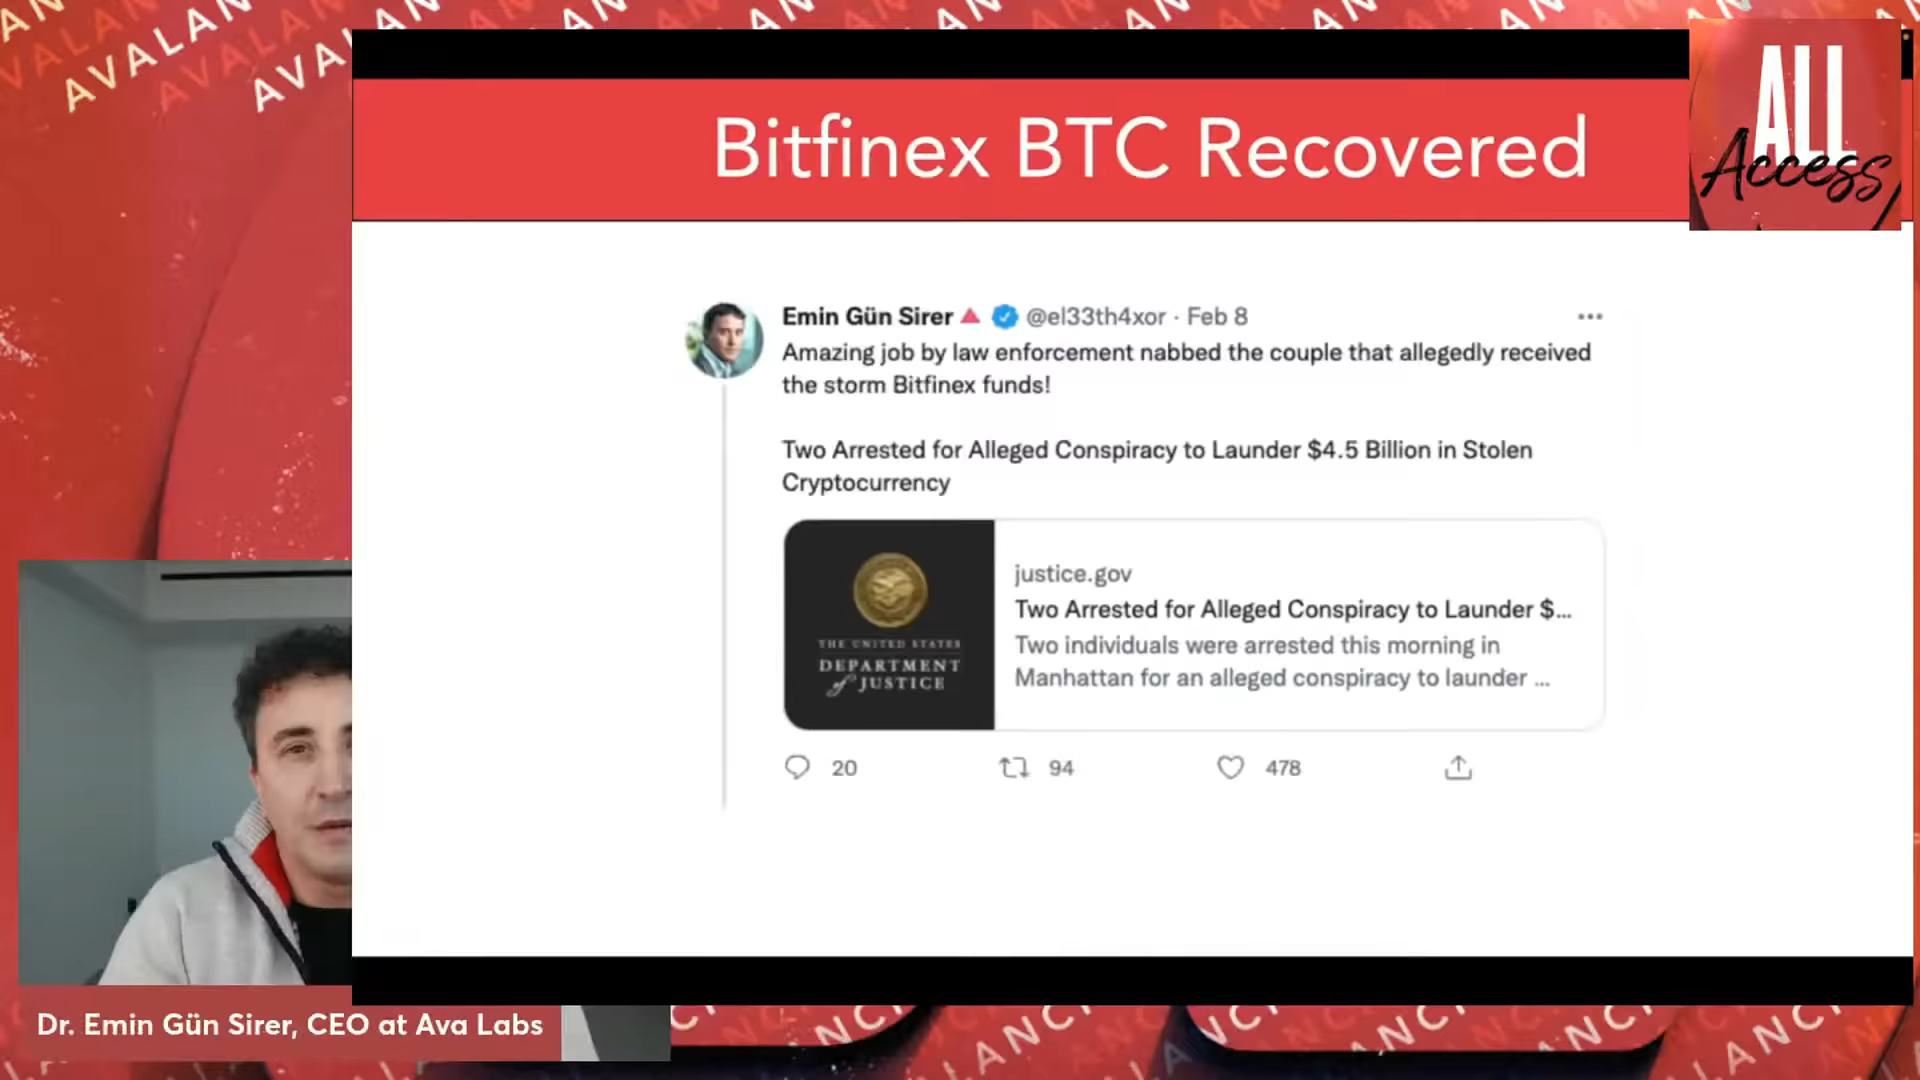 AVALAN
AVA
ALL
Access
Bitfinex BTC Recovered
Emin Gün Sirer @el33th4xor · Feb 8
Amazing job by law enforcement nabbed the couple that allegedly received
the storm Bitfinex funds!
Two Arrested for Alleged Conspiracy to Launder $4.5 Billion in Stolen
Cryptocurrency
THE UNITED STATES
DEPARTMENT
of JUSTICE
justice.gov
Two Arrested for Alleged Conspiracy to Launder $...
Two individuals were arrested this morning in
Manhattan for an alleged conspiracy to launder ...
20 94 478
Dr. Emin Gün Sirer, CEO at Ava Labs